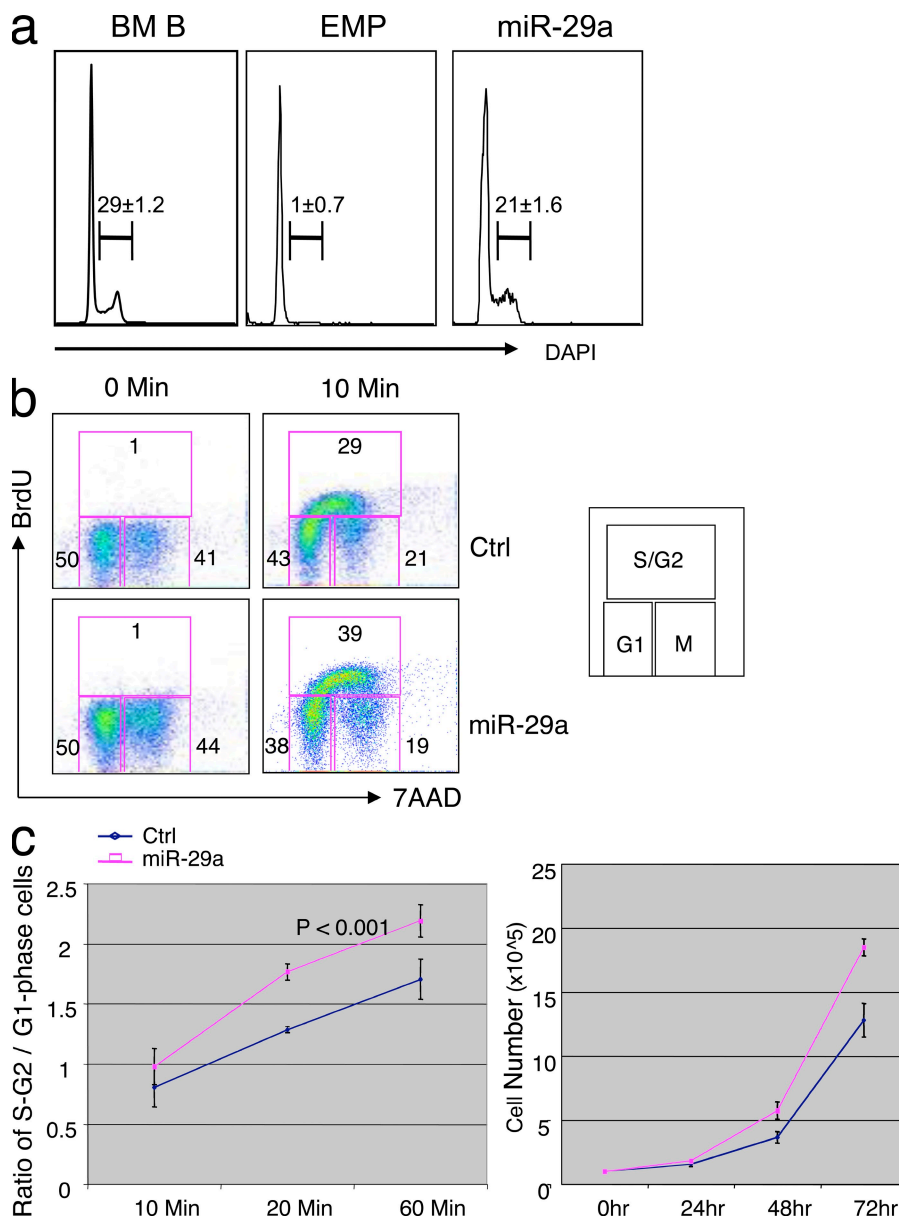 a
BM B EMP miR-29a
29±1.2 1±0.7 21±1.6
DAPI
b
0 Min 10 Min
BrdU
1 29
50 41 43 21
Ctrl
1 39
50 44 38 19
miR-29a
7AAD
S/G2
G1 M
c
Ctrl
miR-29a
Ratio of S-G2 / G1-phase cells
2.5
2
1.5
1
0.5
0
P < 0.001
10 Min 20 Min 60 Min
Cell Number (x10^5)
25
20
15
10
5
0
0hr 24hr 48hr 72hr